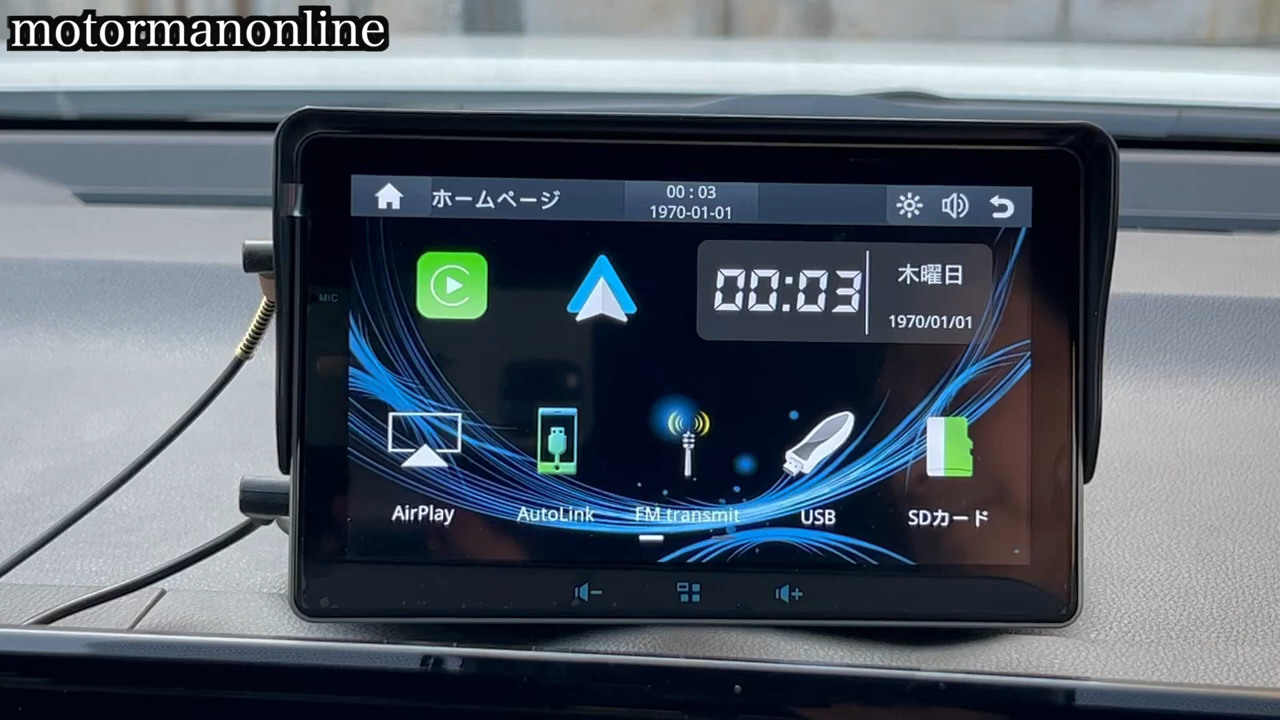 motormanonline
ホームページ
00 : 03
1970-01-01
MIC
00:03
木曜日
1970/01/01
AirPlay
AutoLink
FM transmit
USB
SDカード